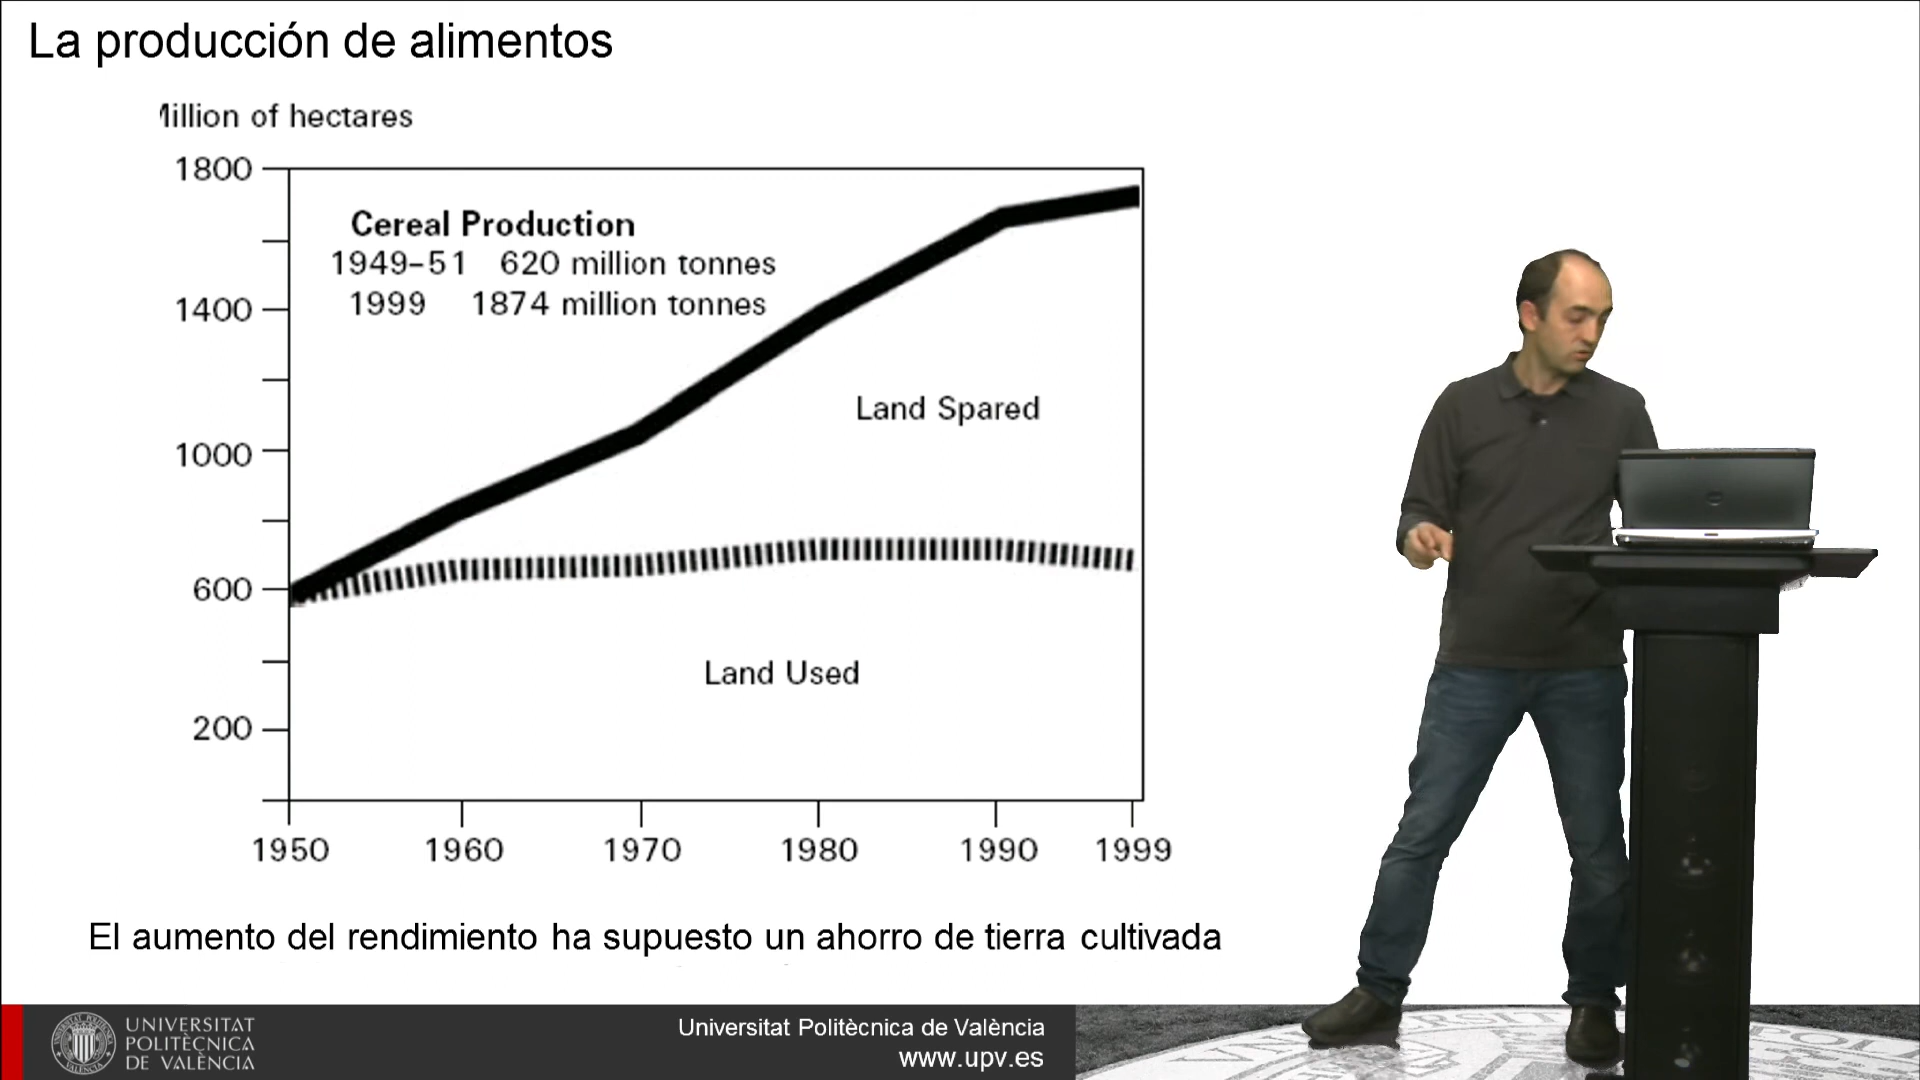 La producción de alimentos
Million of hectares
1800
Cereal Production
1949–51 620 million tonnes
1999 1874 million tonnes
1400
Land Spared
1000
600
Land Used
200
1950 1960 1970 1980 1990 1999
El aumento del rendimiento ha supuesto un ahorro de tierra cultivada
UNIVERSITAT
POLITÈCNICA
DE VALÈNCIA
Universitat Politècnica de València
www.upv.es